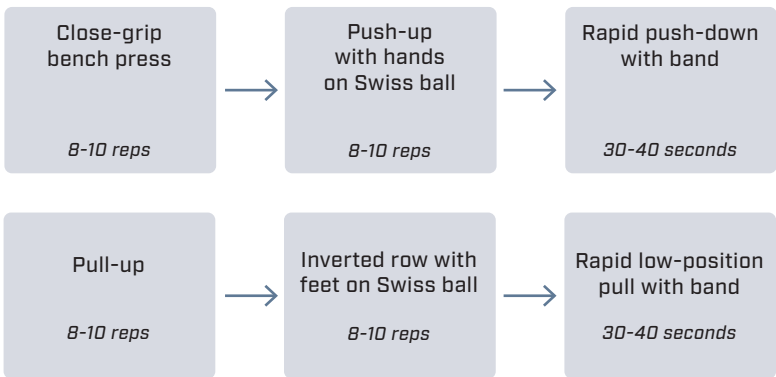 Close-grip
bench press
8-10 reps
Push-up
with hands
on Swiss ball
8-10 reps
Rapid push-down
with band
30-40 seconds
Pull-up
8-10 reps
Inverted row with
feet on Swiss ball
8-10 reps
Rapid low-position
pull with band
30-40 seconds